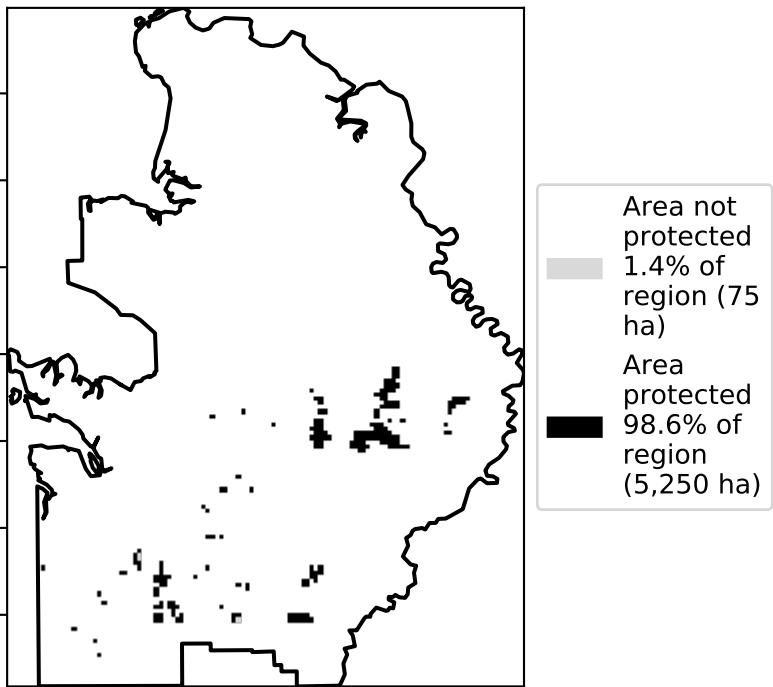 Area not
protected
1.4% of
region (75
ha)
Area
protected
98.6% of
region
(5,250 ha)